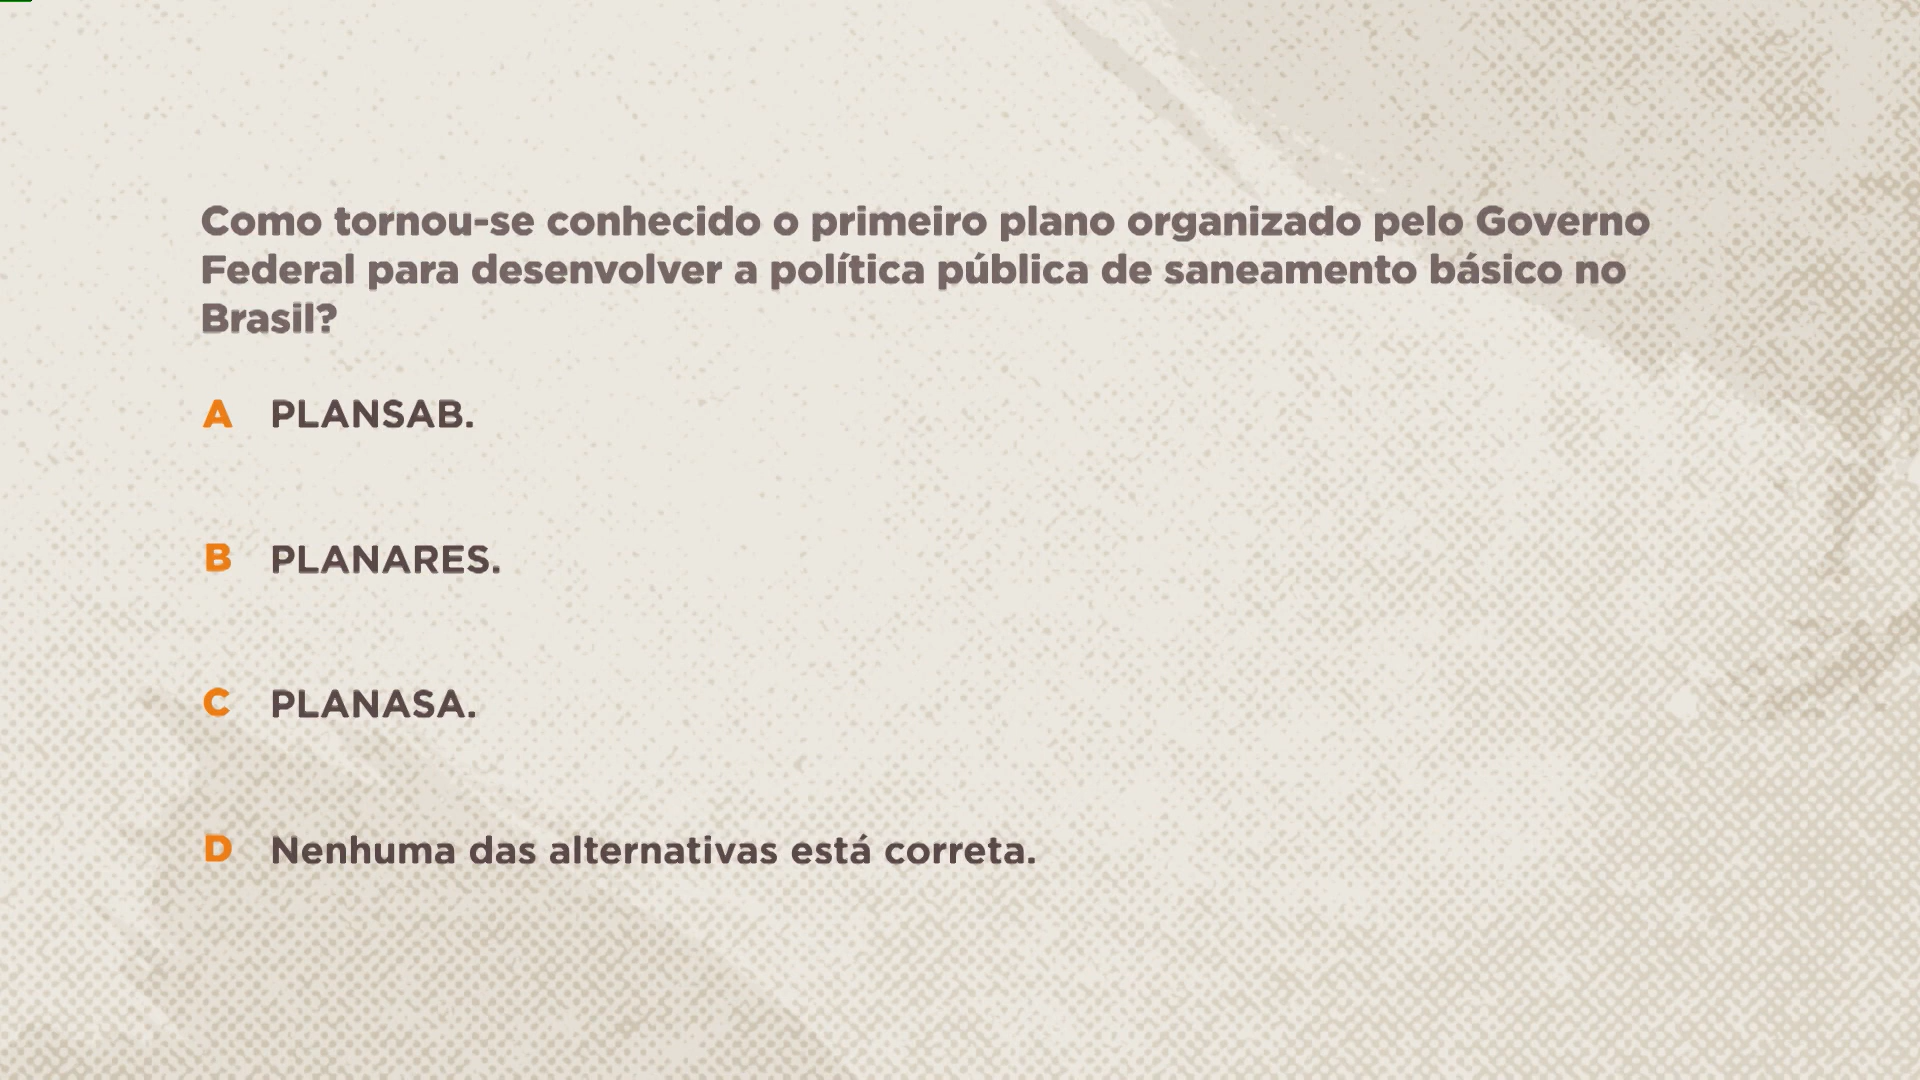 Como tornou-se conhecido o primeiro plano organizado pelo Governo
Federal para desenvolver a política pública de saneamento básico no
Brasil?
A PLANSAB.
B PLANARES.
C PLANASA.
D Nenhuma das alternativas está correta.